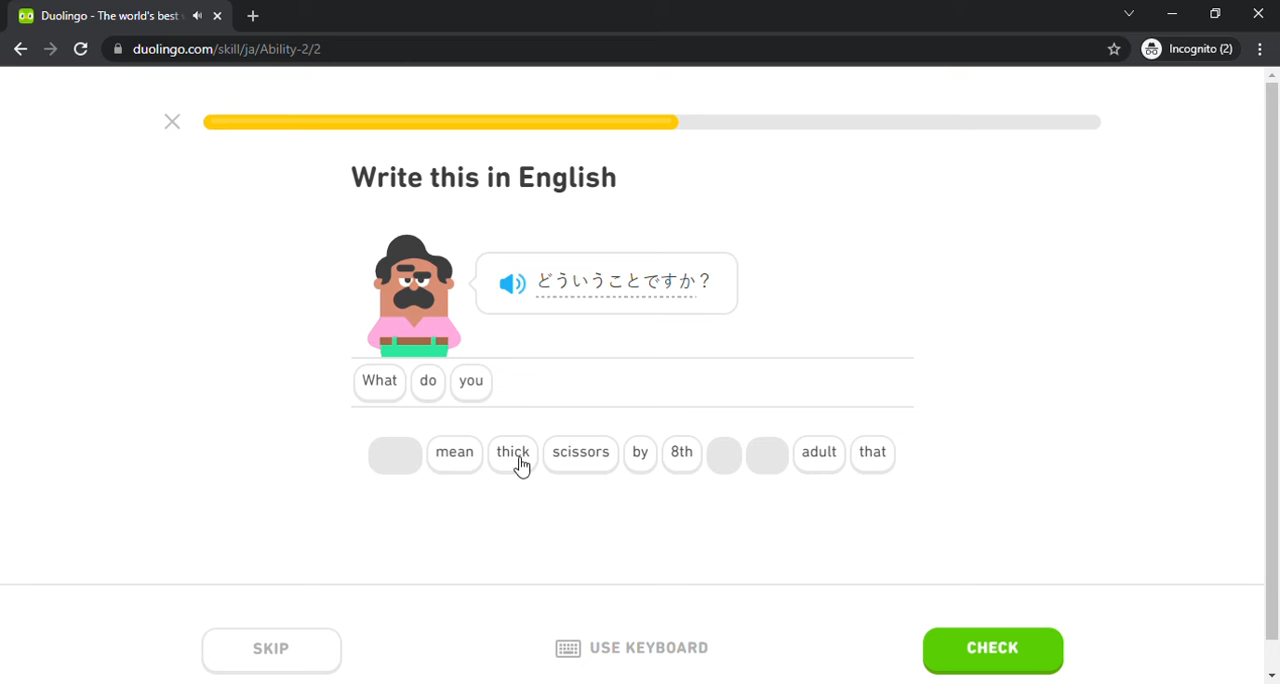 Duolingo - The world's best
duolingo.com/skill/ja/Ability-2/2
Incognito (2)
Write this in English
どういうことですか？
What do you
mean thick scissors by 8th adult that
SKIP
USE KEYBOARD
CHECK